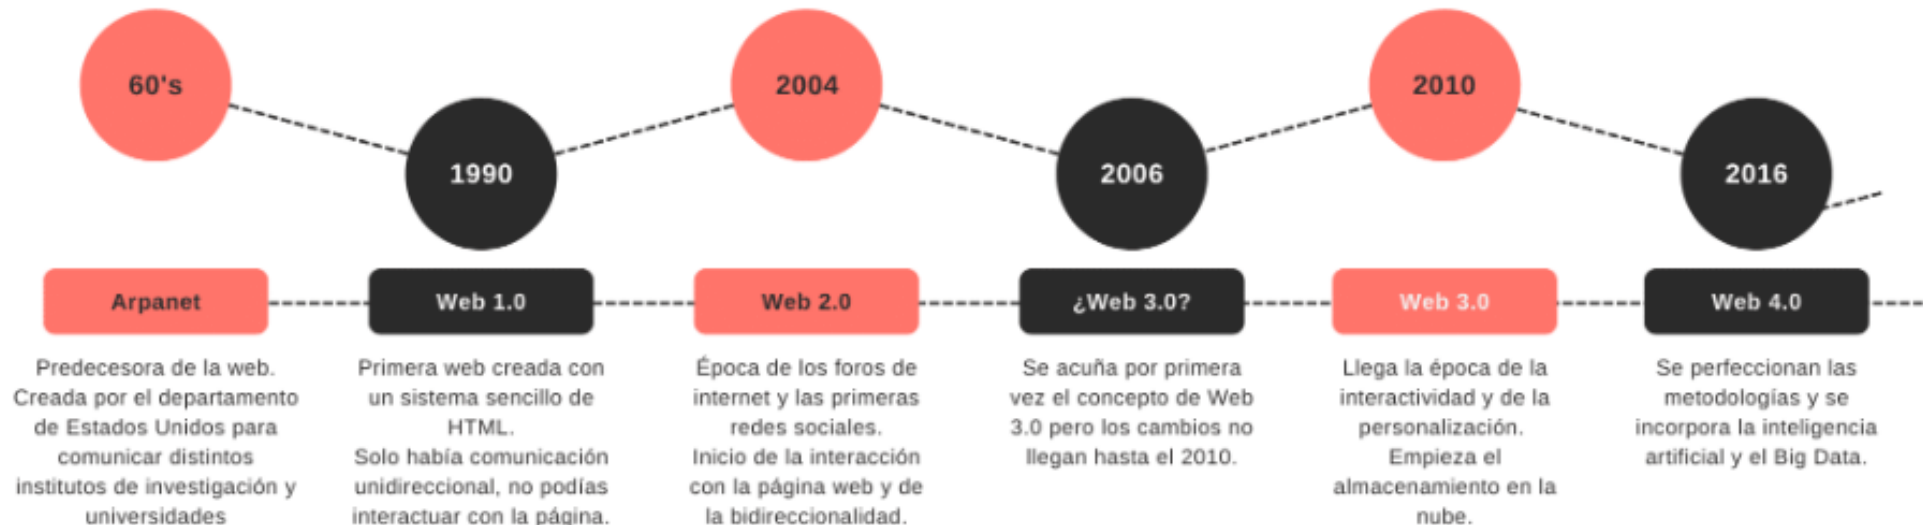 60's
1990
2004
2006
2010
2016
Arpanet
Web 1.0
Web 2.0
¿Web 3.0?
Web 3.0
Web 4.0
Predecesora de la web.
Creada por el departamento
de Estados Unidos para
comunicar distintos
institutos de investigación y
universidades
Primera web creada con
un sistema sencillo de
HTML.
Solo había comunicación
unidireccional, no podías
interactuar con la página.
Época de los foros de
internet y las primeras
redes sociales.
Inicio de la interacción
con la página web y de
la bidireccionalidad.
Se acuña por primera
vez el concepto de Web
3.0 pero los cambios no
llegan hasta el 2010.
Llega la época de la
interactividad y de la
personalización.
Empieza el
almacenamiento en la
nube.
Se perfeccionan las
metodologías y se
incorpora la inteligencia
artificial y el Big Data.